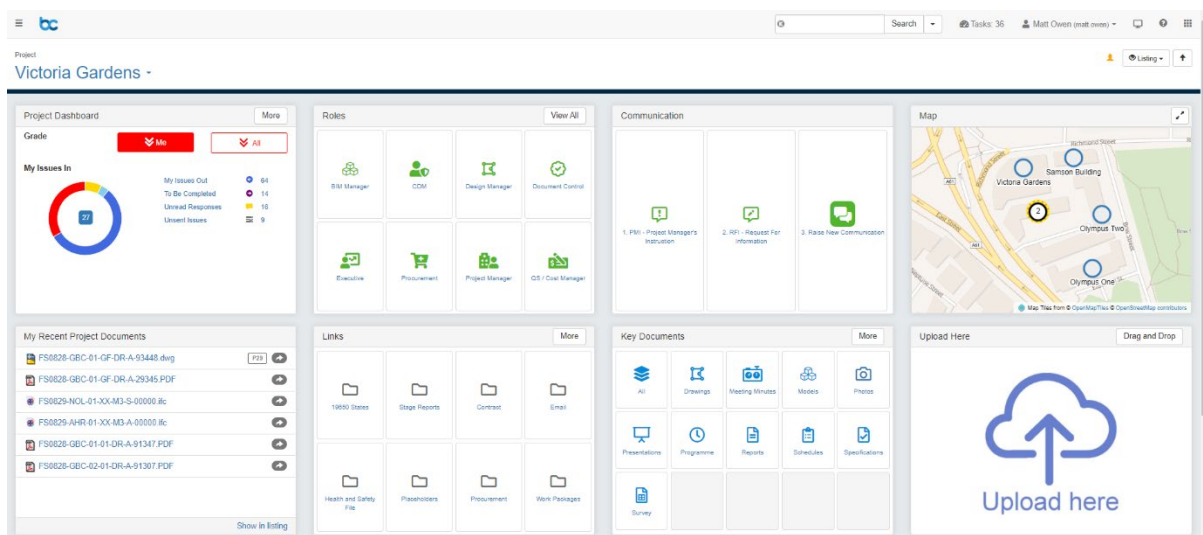 bc
Search
Tasks: 36
Matt Owen (matt.owen)
Project
Victoria Gardens
Listing
Project Dashboard
More
Grade
Me
All
My Issues In
27
My Issues Out 64
To Be Completed 14
Unread Responses 16
Unsent Issues 9
Roles
View All
BIM Manager
CDM
Design Manager
Document Control
Executive
Procurement
Project Manager
QS / Cost Manager
Communication
1. PMI - Project Manager's
Instruction
2. RFI - Request For
Information
3. Raise New Communication
Map
Richmond Street
Samson Building
Victoria Gardens
A61
2
East Street
Olympus Two
A61
Olympus One
Map Tiles from © OpenMapTiles © OpenStreetMap contributors
My Recent Project Documents
FS0828-GBC-01-GF-DR-A-93448.dwg
P29
FS0828-GBC-01-GF-DR-A-29345.PDF
FS0829-NOL-01-XX-M3-S-00000.ifc
FS0829-AHR-01-XX-M3-A-00000.ifc
FS0828-GBC-01-01-DR-A-91347.PDF
FS0828-GBC-02-01-DR-A-91307.PDF
Show in listing
Links
More
19650 States
Stage Reports
Contract
Email
Health and Safety
File
Placeholders
Procurement
Work Packages
Key Documents
More
All
Drawings
Meeting Minutes
Models
Photos
Presentations
Programme
Reports
Schedules
Specifications
Survey
Upload Here
Drag and Drop
Upload here